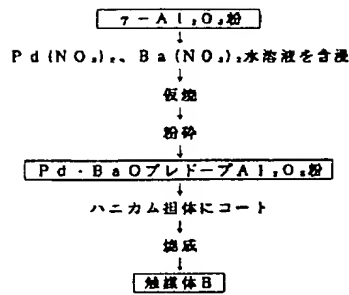 γ－Al₂O₃粉
↓
Pd(NO₃)₂、Ba(NO₃)₂水溶液を含浸
↓
仮焼
↓
粉砕
↓
Pd・BaOプレドープAl₂O₃粉
↓
ハニカム担体にコート
↓
焼成
↓
触媒体B